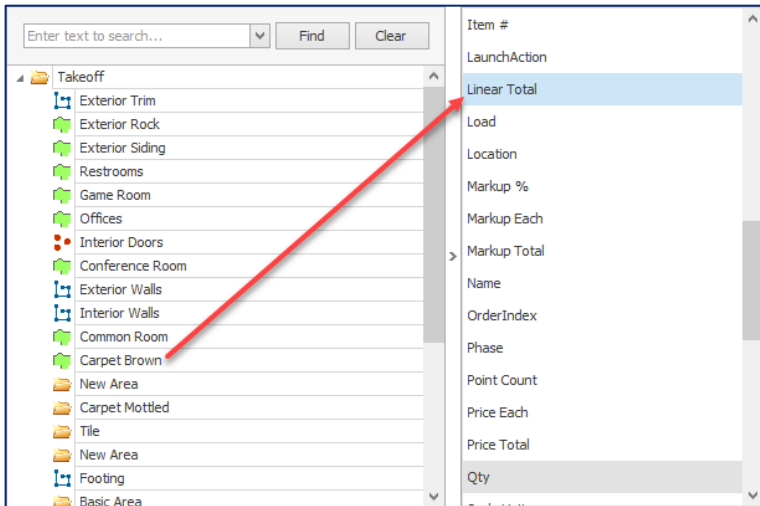 Enter text to search...
Find
Clear
Takeoff
Exterior Trim
Exterior Rock
Exterior Siding
Restrooms
Game Room
Offices
Interior Doors
Conference Room
Exterior Walls
Interior Walls
Common Room
Carpet Brown
New Area
Carpet Mottled
Tile
New Area
Footing
Basic Area
Item #
LaunchAction
Linear Total
Load
Location
Markup %
Markup Each
Markup Total
Name
OrderIndex
Phase
Point Count
Price Each
Price Total
Qty